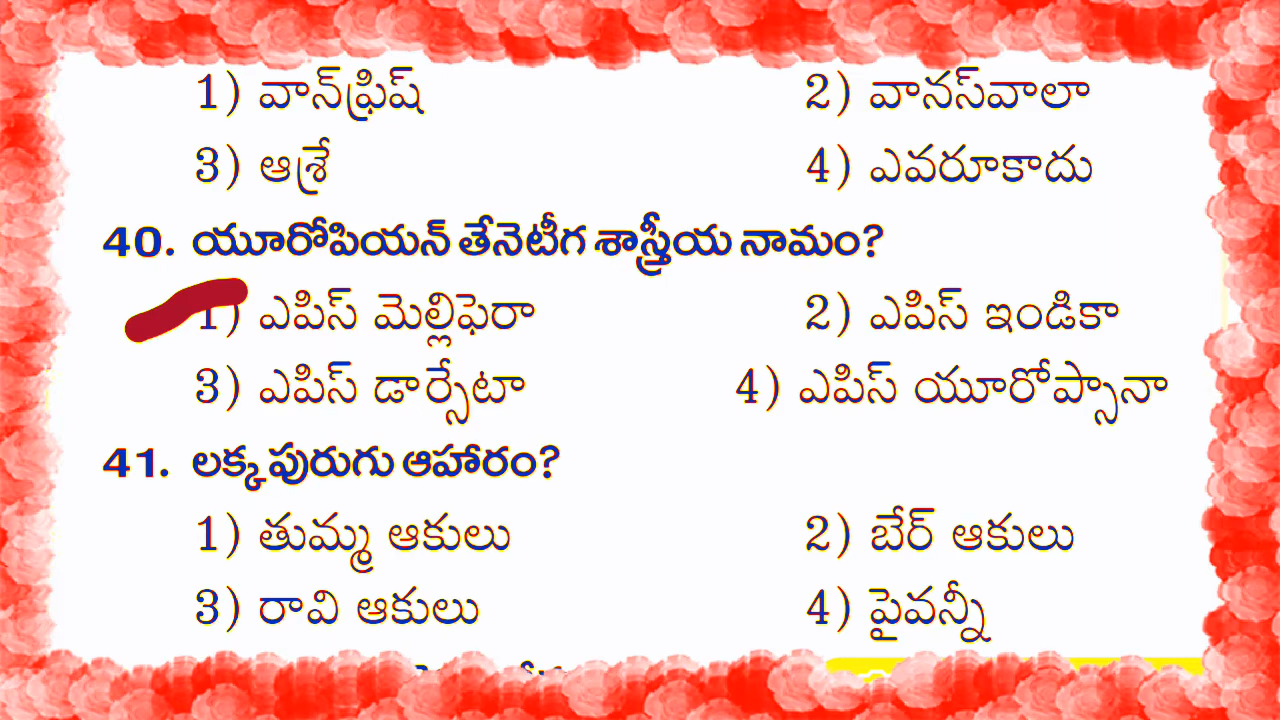 1) వాన్‌ఫ్రిష్ 2) వానస్‌వాలా
3) ఆశ్రే 4) ఎవరూకాదు
40. యూరోపియన్ తేనెటీగ శాస్త్రీయ నామం?
1) ఎపిస్ మెల్లిఫెరా 2) ఎపిస్ ఇండికా
3) ఎపిస్ డార్సేటా 4) ఎపిస్ యూరోప్సానా
41. లక్కపురుగు ఆహారం?
1) తుమ్మ ఆకులు 2) బేర్ ఆకులు
3) రావి ఆకులు 4) పైవన్నీ